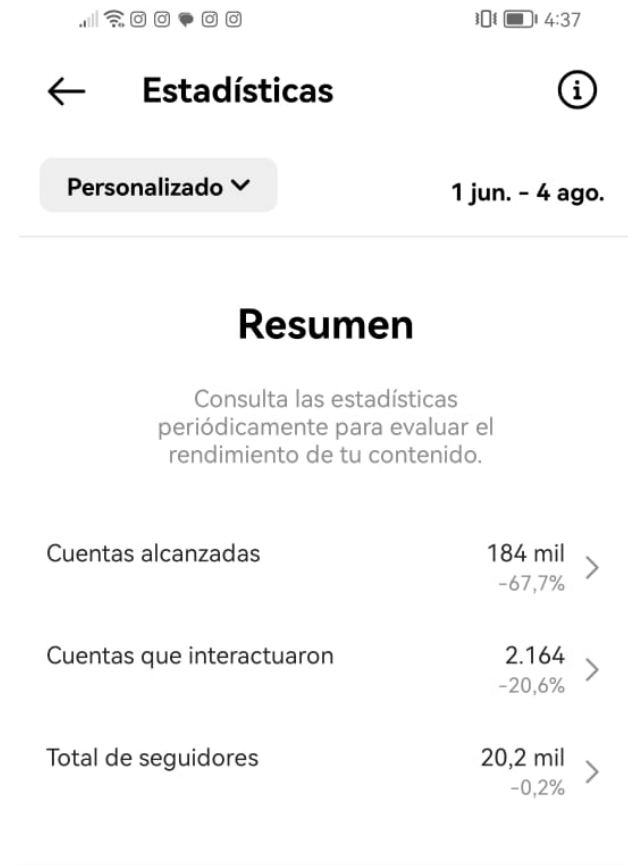 4:37
Estadísticas
Personalizado
1 jun. - 4 ago.
Resumen
Consulta las estadísticas
periódicamente para evaluar el
rendimiento de tu contenido.
Cuentas alcanzadas
184 mil
-67,7%
Cuentas que interactuaron
2.164
-20,6%
Total de seguidores
20,2 mil
-0,2%